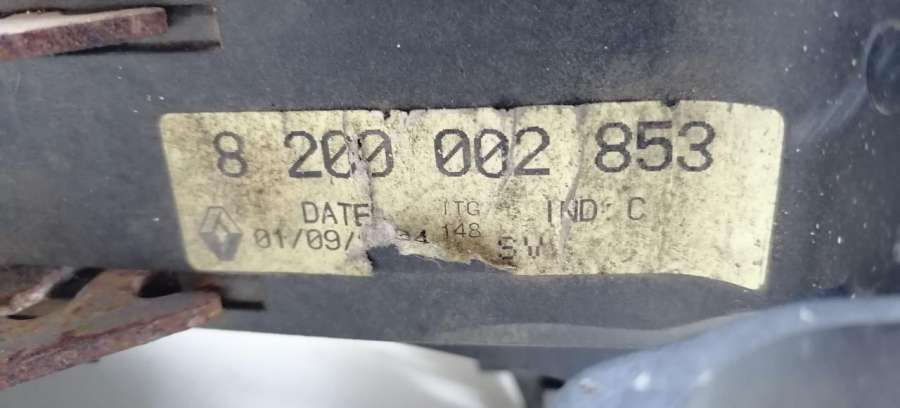 8 200 002 853
DATE ITG IND C
01/09/ 148